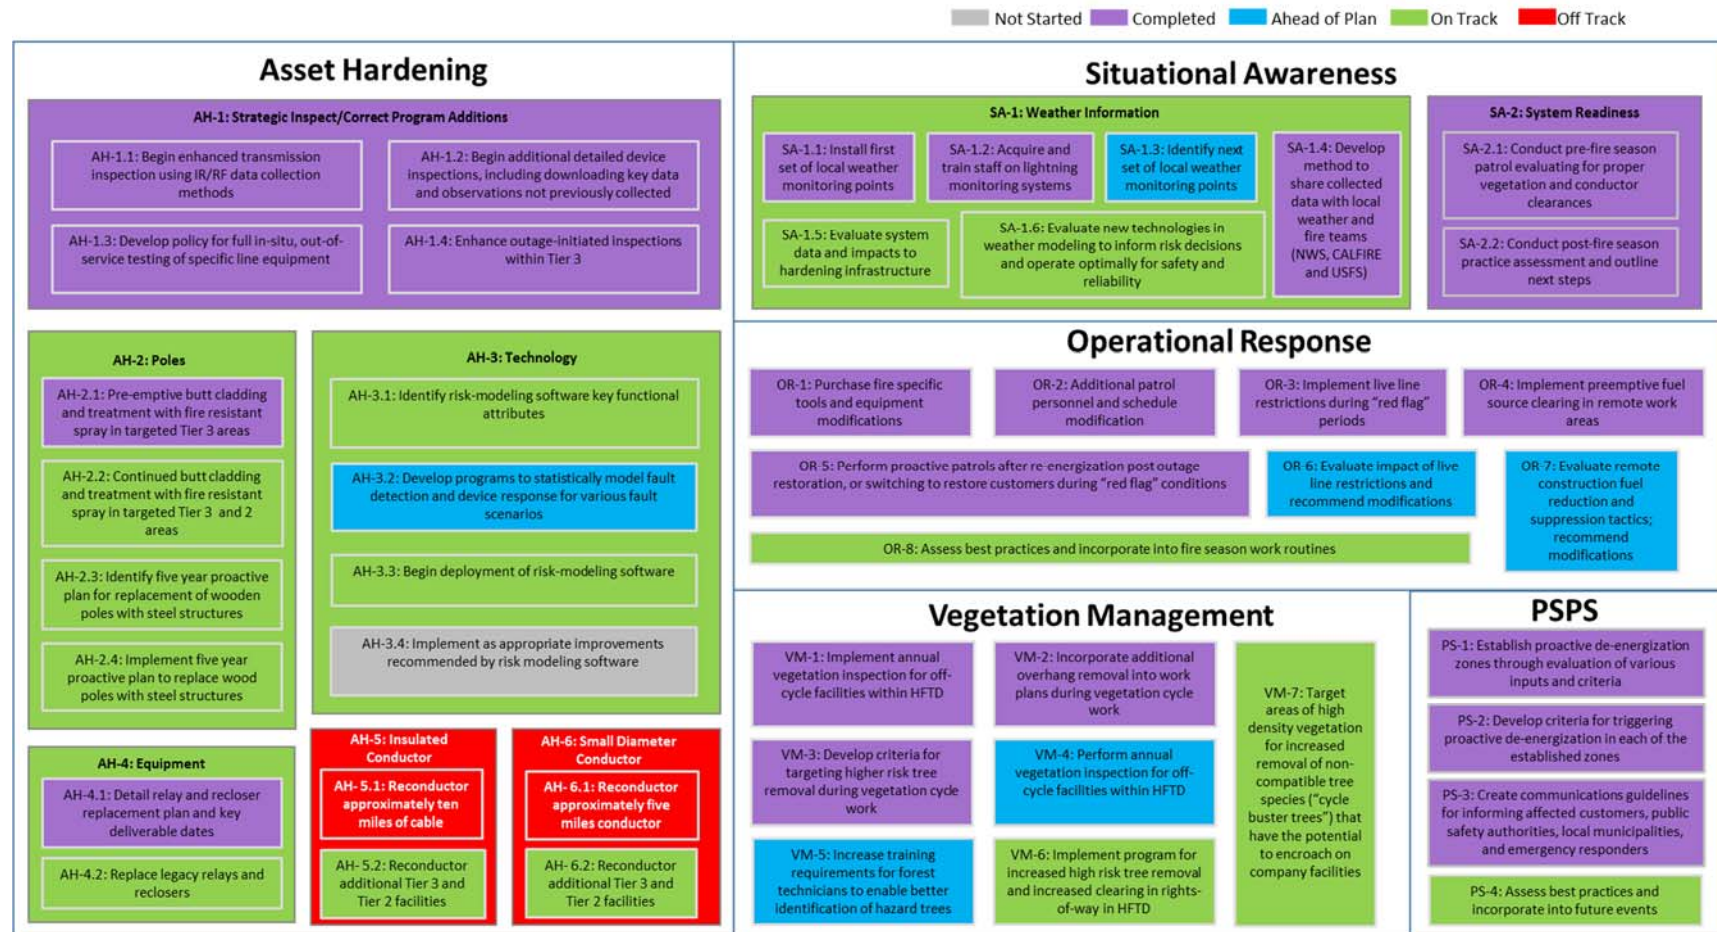 Not Started
Completed
Ahead of Plan
On Track
Off Track
Asset Hardening
AH-1: Strategic Inspect/Correct Program Additions
AH-1.1: Begin enhanced transmission
inspection using IR/RF data collection
methods
AH-1.2: Begin additional detailed device
inspections, including downloading key data
and observations not previously collected
AH-1.3: Develop policy for full in-situ, out-of-
service testing of specific line equipment
AH-1.4: Enhance outage-initiated inspections
within Tier 3
AH-2: Poles
AH-2.1: Pre-emptive butt cladding
and treatment with fire resistant
spray in targeted Tier 3 areas
AH-2.2: Continued butt cladding
and treatment with fire resistant
spray in targeted Tier 3 and 2
areas
AH-2.3: Identify five year proactive
plan for replacement of wooden
poles with steel structures
AH-2.4: Implement five year
proactive plan to replace wood
poles with steel structures
AH-3: Technology
AH-3.1: Identify risk-modeling software key functional
attributes
AH-3.2: Develop programs to statistically model fault
detection and device response for various fault
scenarios
AH-3.3: Begin deployment of risk-modeling software
AH-3.4: Implement as appropriate improvements
recommended by risk modeling software
AH-4: Equipment
AH-4.1: Detail relay and recloser
replacement plan and key
deliverable dates
AH-4.2: Replace legacy relays and
reclosers
AH-5: Insulated
Conductor
AH- 5.1: Reconductor
approximately ten
miles of cable
AH- 5.2: Reconductor
additional Tier 3 and
Tier 2 facilities
AH-6: Small Diameter
Conductor
AH- 6.1: Reconductor
approximately five
miles conductor
AH- 6.2: Reconductor
additional Tier 3 and
Tier 2 facilities
Situational Awareness
SA-1: Weather Information
SA-1.1: Install first
set of local weather
monitoring points
SA-1.2: Acquire and
train staff on lightning
monitoring systems
SA-1.3: Identify next
set of local weather
monitoring points
SA-1.4: Develop
method to
share collected
data with local
weather and
fire teams
(NWS, CALFIRE
and USFS)
SA-1.5: Evaluate system
data and impacts to
hardening infrastructure
SA-1.6: Evaluate new technologies in
weather modeling to inform risk decisions
and operate optimally for safety and
reliability
SA-2: System Readiness
SA-2.1: Conduct pre-fire season
patrol evaluating for proper
vegetation and conductor
clearances
SA-2.2: Conduct post-fire season
practice assessment and outline
next steps
Operational Response
OR-1: Purchase fire specific
tools and equipment
modifications
OR-2: Additional patrol
personnel and schedule
modification
OR-3: Implement live line
restrictions during “red flag”
periods
OR-4: Implement preemptive fuel
source clearing in remote work
areas
OR-5: Perform proactive patrols after re-energization post outage
restoration, or switching to restore customers during “red flag” conditions
OR-6: Evaluate impact of live
line restrictions and
recommend modifications
OR-7: Evaluate remote
construction fuel
reduction and
suppression tactics;
recommend
modifications
OR-8: Assess best practices and incorporate into fire season work routines
Vegetation Management
VM-1: Implement annual
vegetation inspection for off-
cycle facilities within HFTD
VM-2: Incorporate additional
overhang removal into work
plans during vegetation cycle
work
VM-3: Develop criteria for
targeting higher risk tree
removal during vegetation cycle
work
VM-4: Perform annual
vegetation inspection for off-
cycle facilities within HFTD
VM-5: Increase training
requirements for forest
technicians to enable better
identification of hazard trees
VM-6: Implement program for
increased high risk tree removal
and increased clearing in rights-
of-way in HFTD
VM-7: Target
areas of high
density vegetation
for increased
removal of non-
compatible tree
species (“cycle
buster trees”) that
have the potential
to encroach on
company facilities
PSPS
PS-1: Establish proactive de-energization
zones through evaluation of various
inputs and criteria
PS-2: Develop criteria for triggering
proactive de-energization in each of the
established zones
PS-3: Create communications guidelines
for informing affected customers, public
safety authorities, local municipalities,
and emergency responders
PS-4: Assess best practices and
incorporate into future events